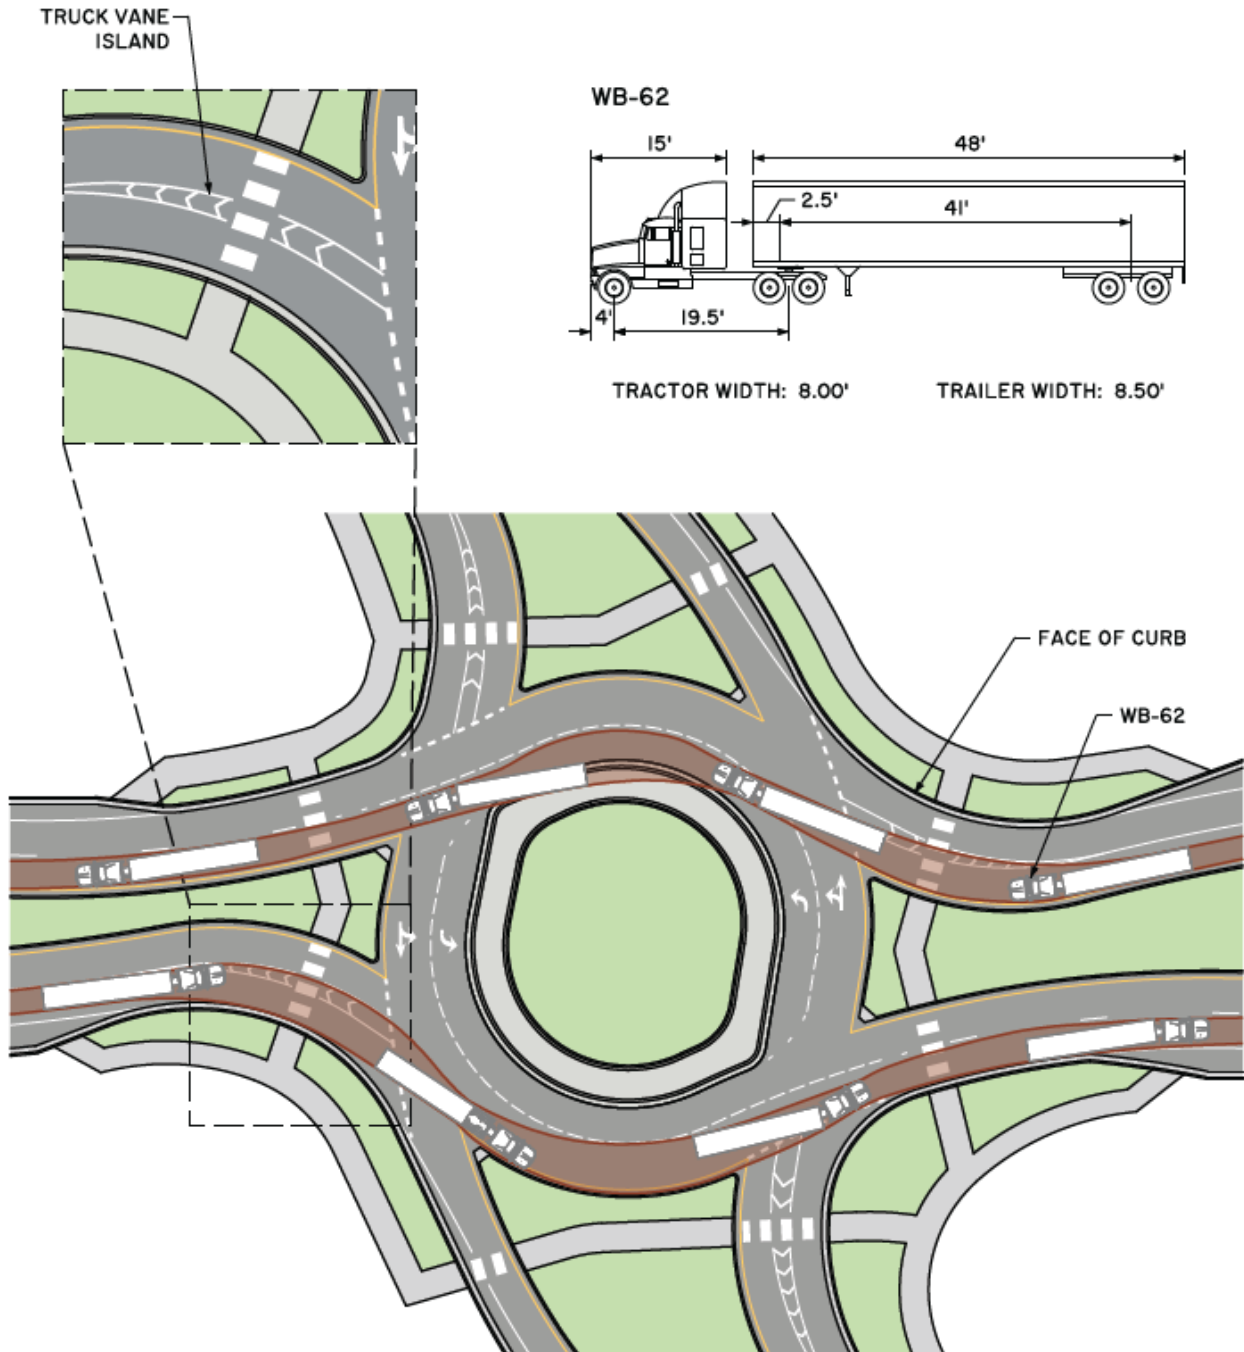 TRUCK VANE
ISLAND
WB-62
15'
48'
2.5'
41'
4'
19.5'
TRACTOR WIDTH: 8.00'
TRAILER WIDTH: 8.50'
FACE OF CURB
WB-62